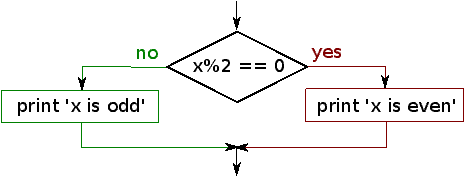 no
yes
x%2 == 0
print 'x is odd'
print 'x is even'